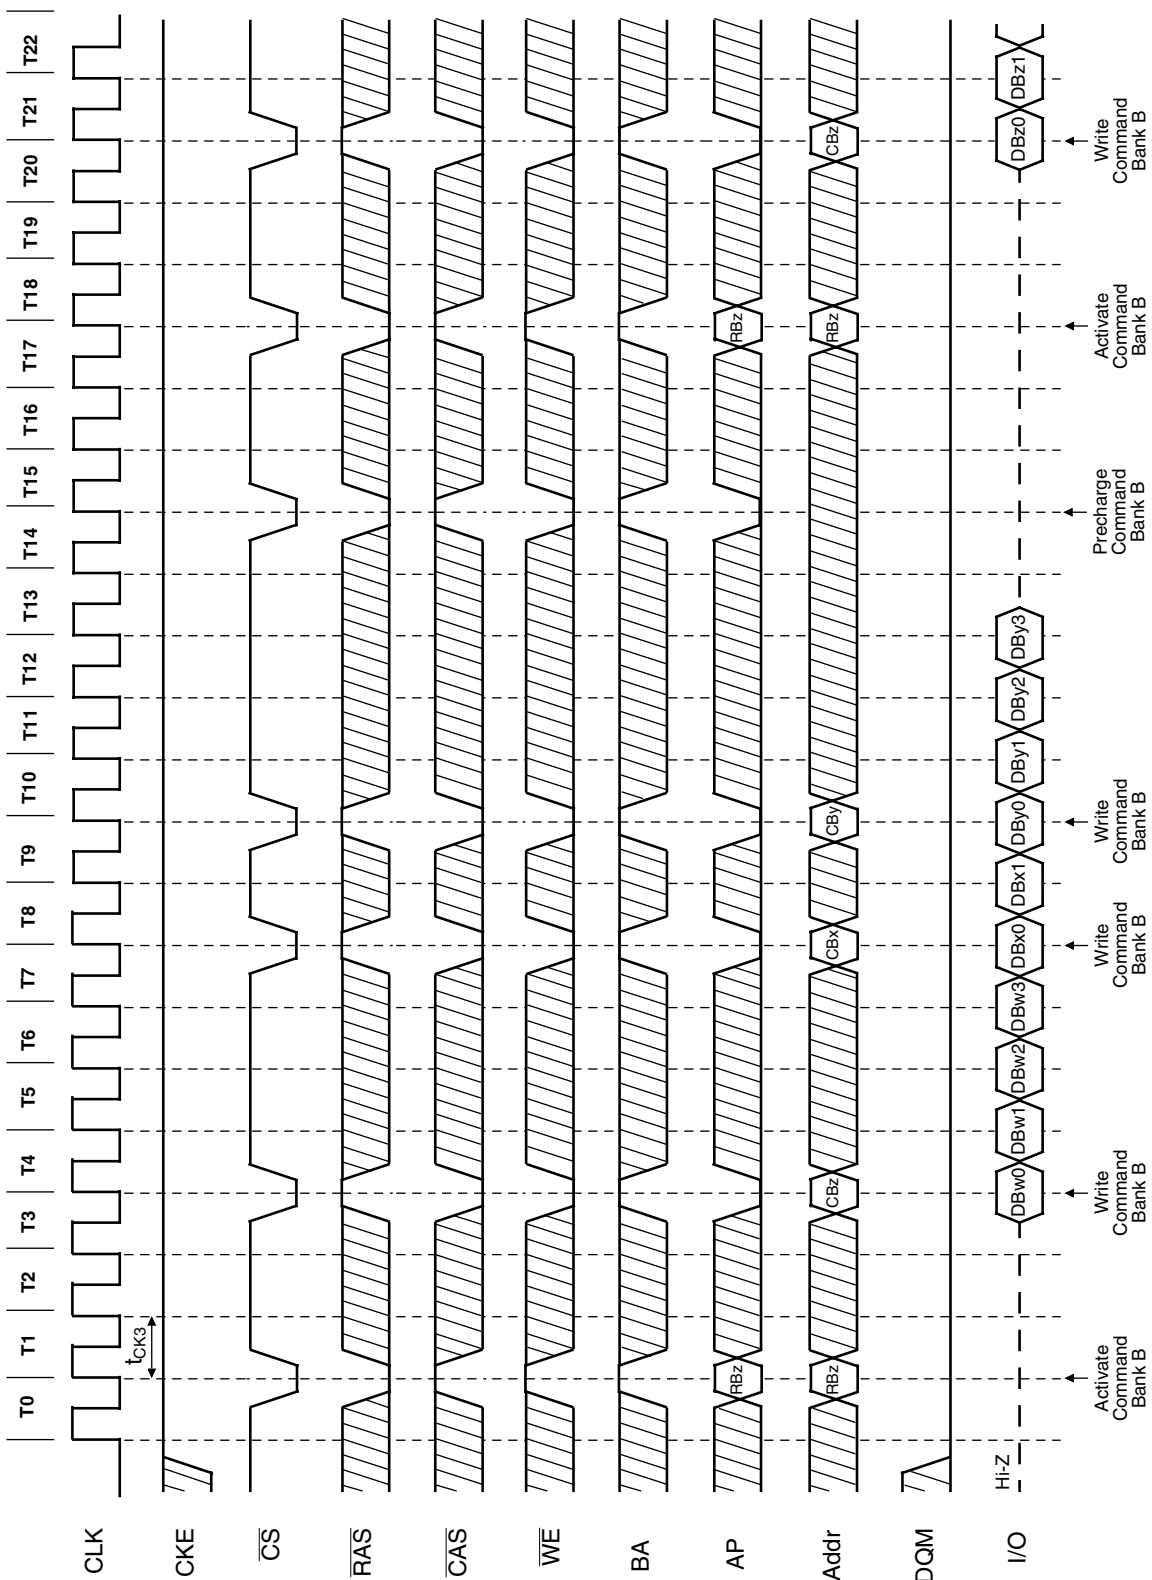 T0 T1 T2 T3 T4 T5 T6 T7 T8 T9 T10 T11 T12 T13 T14 T15 T16 T17 T18 T19 T20 T21 T22
CLK
tCK3
CKE
CS
RAS
CAS
WE
BA
AP RBz RBz
Addr RBz CBz CBx CBy RBz CBz
DQM
I/O Hi-Z DBw0 DBw1 DBw2 DBw3 DBx0 DBx1 DBy0 DBy1 DBy2 DBy3 DBz0 DBz1
Activate
Command
Bank B
Write
Command
Bank B
Write
Command
Bank B
Write
Command
Bank B
Precharge
Command
Bank B
Activate
Command
Bank B
Write
Command
Bank B